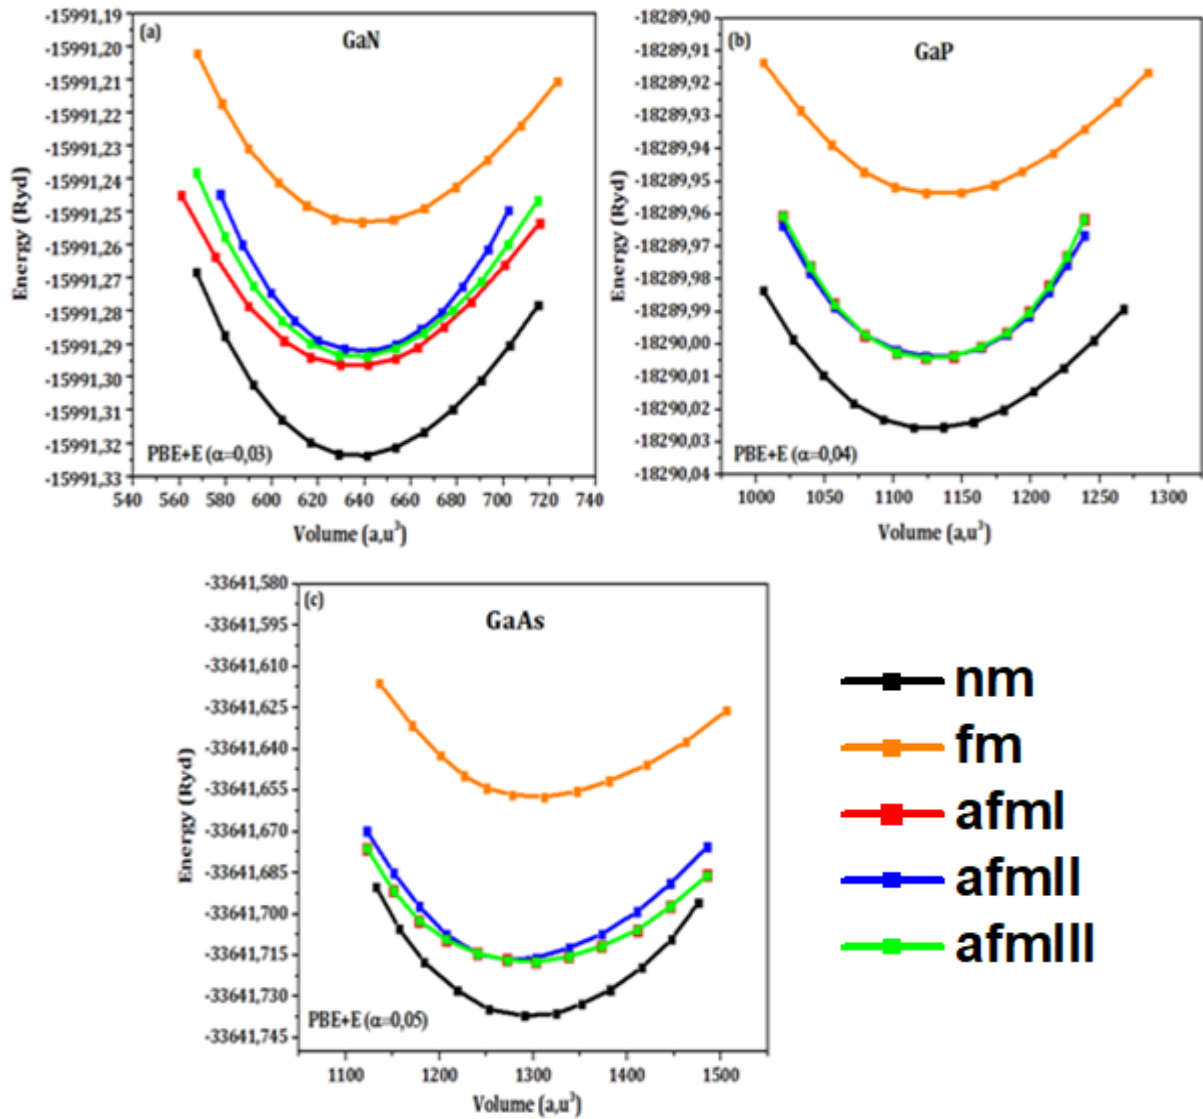 (a)
GaN
Energy (Ryd)
-15991,19
-15991,20
-15991,21
-15991,22
-15991,23
-15991,24
-15991,25
-15991,26
-15991,27
-15991,28
-15991,29
-15991,30
-15991,31
-15991,32
-15991,33
PBE+E (α=0,03)
540 560 580 600 620 640 660 680 700 720 740
Volume (a,u³)
(b)
GaP
Energy (Ryd)
-18289,90
-18289,91
-18289,92
-18289,93
-18289,94
-18289,95
-18289,96
-18289,97
-18289,98
-18289,99
-18290,00
-18290,01
-18290,02
-18290,03
-18290,04
PBE+E (α=0,04)
1000 1050 1100 1150 1200 1250 1300
Volume (a,u³)
(c)
GaAs
Energy (Ryd)
-33641,580
-33641,595
-33641,610
-33641,625
-33641,640
-33641,655
-33641,670
-33641,685
-33641,700
-33641,715
-33641,730
-33641,745
PBE+E (α=0,05)
1100 1200 1300 1400 1500
Volume (a,u³)
nm
fm
afmI
afmII
afmIII